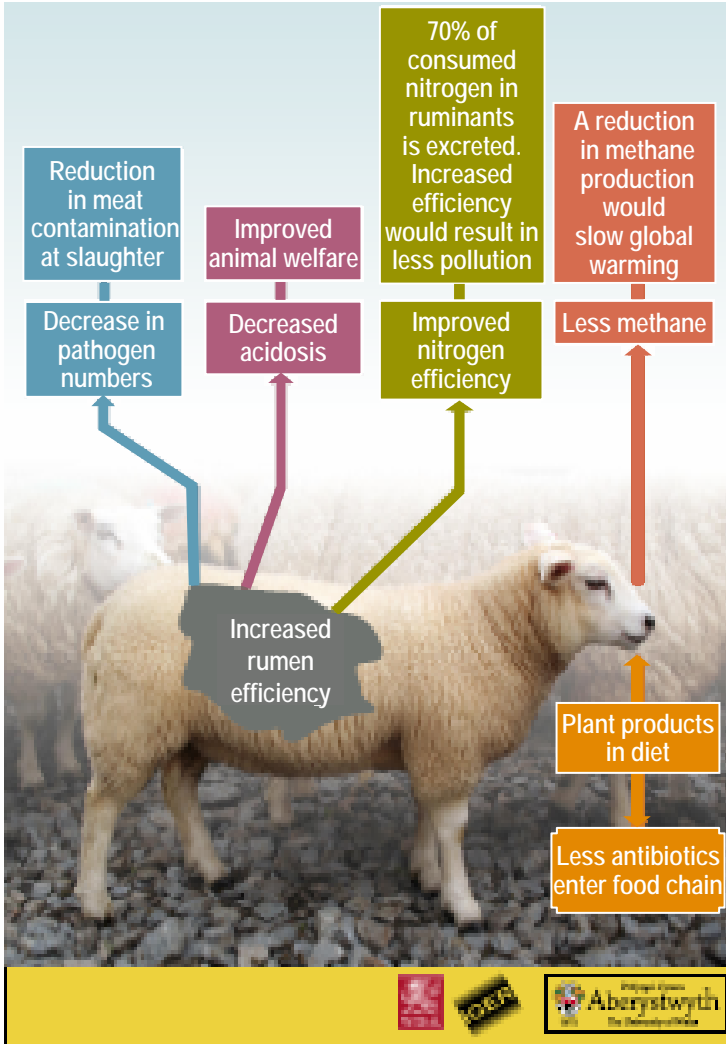 70% of
consumed
nitrogen in
ruminants
is excreted.
Increased
efficiency
would result in
less pollution
A reduction
in methane
production
would
slow global
warming
Reduction
in meat
contamination
at slaughter
Improved
animal welfare
Decrease in
pathogen
numbers
Decreased
acidosis
Improved
nitrogen
efficiency
Less methane
Increased
rumen
efficiency
Plant products
in diet
Less antibiotics
enter food chain
Aberystwyth